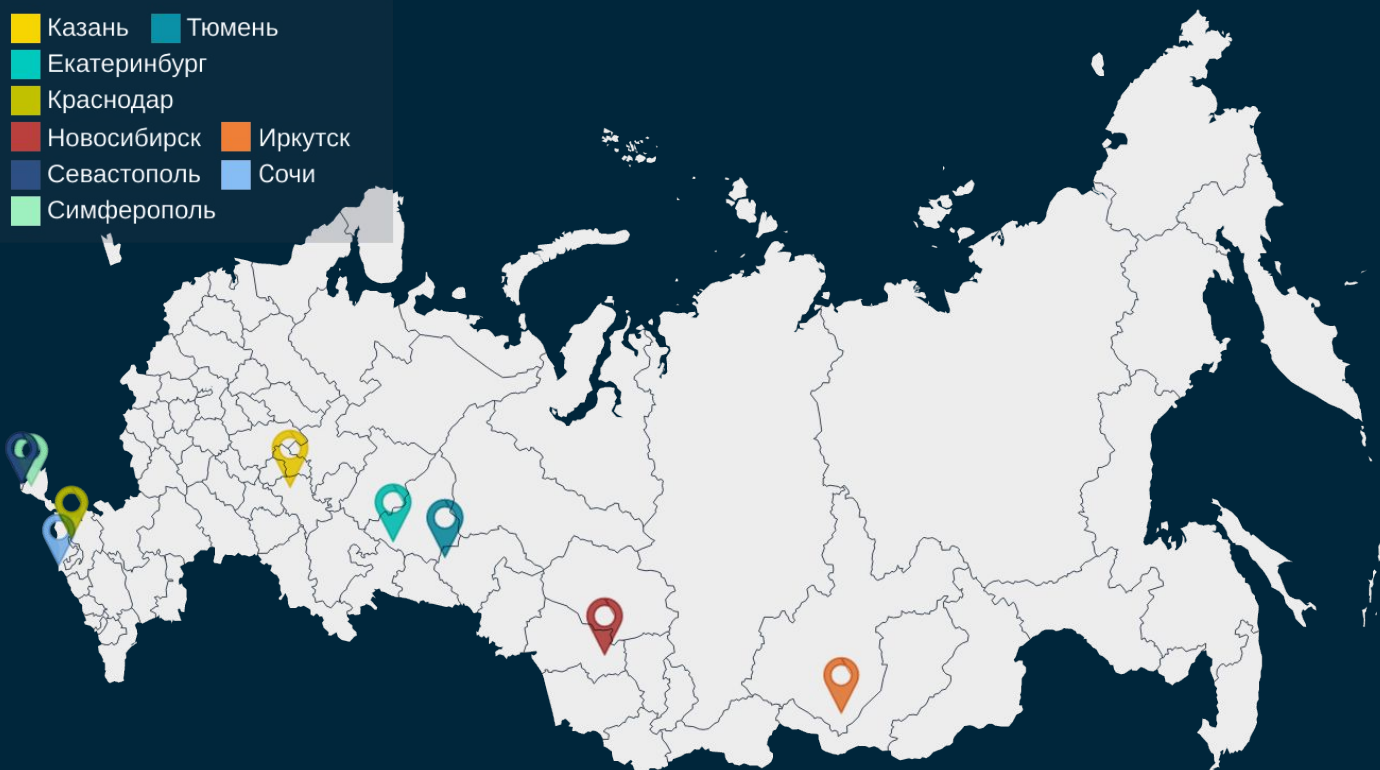 Казань Тюмень
Екатеринбург
Краснодар
Новосибирск Иркутск
Севастополь Сочи
Симферополь